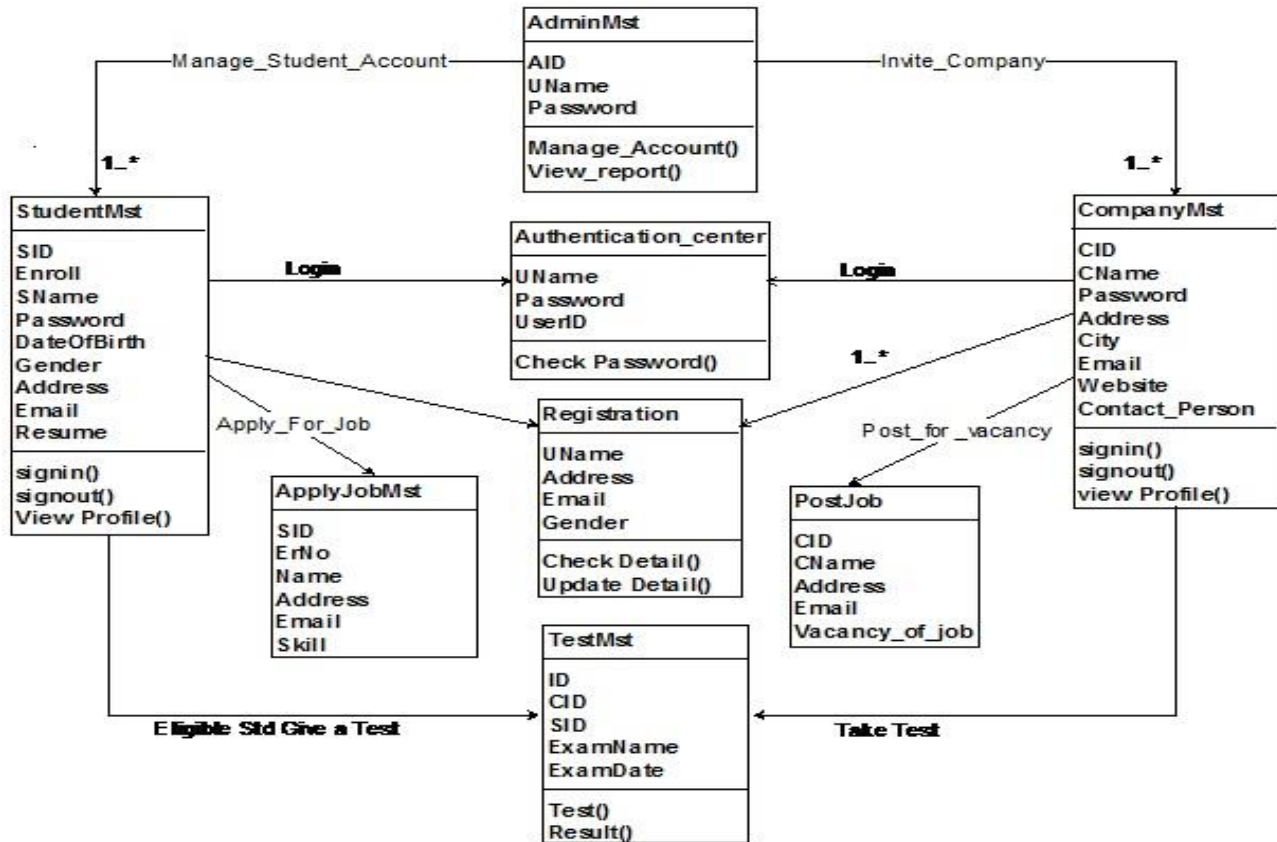 AdminMst
AID
UName
Password
Manage_Account()
View_report()
Manage_Student_Account
Invite_Company
1..*
1..*
StudentMst
SID
Enroll
SName
Password
DateOfBirth
Gender
Address
Email
Resume
signin()
signout()
View Profile()
Login
Authentication_center
UName
Password
UserID
Check Password()
Login
CompanyMst
CID
CName
Password
Address
City
Email
Website
Contact_Person
signin()
signout()
view Profile()
1..*
Apply_For_Job
Registration
UName
Address
Email
Gender
Check Detail()
Update Detail()
Post_for _vacancy
ApplyJobMst
SID
ErNo
Name
Address
Email
Skill
PostJob
CID
CName
Address
Email
Vacancy_of_job
TestMst
ID
CID
SID
ExamName
ExamDate
Test()
Result()
Eligible Std Give a Test
Take Test